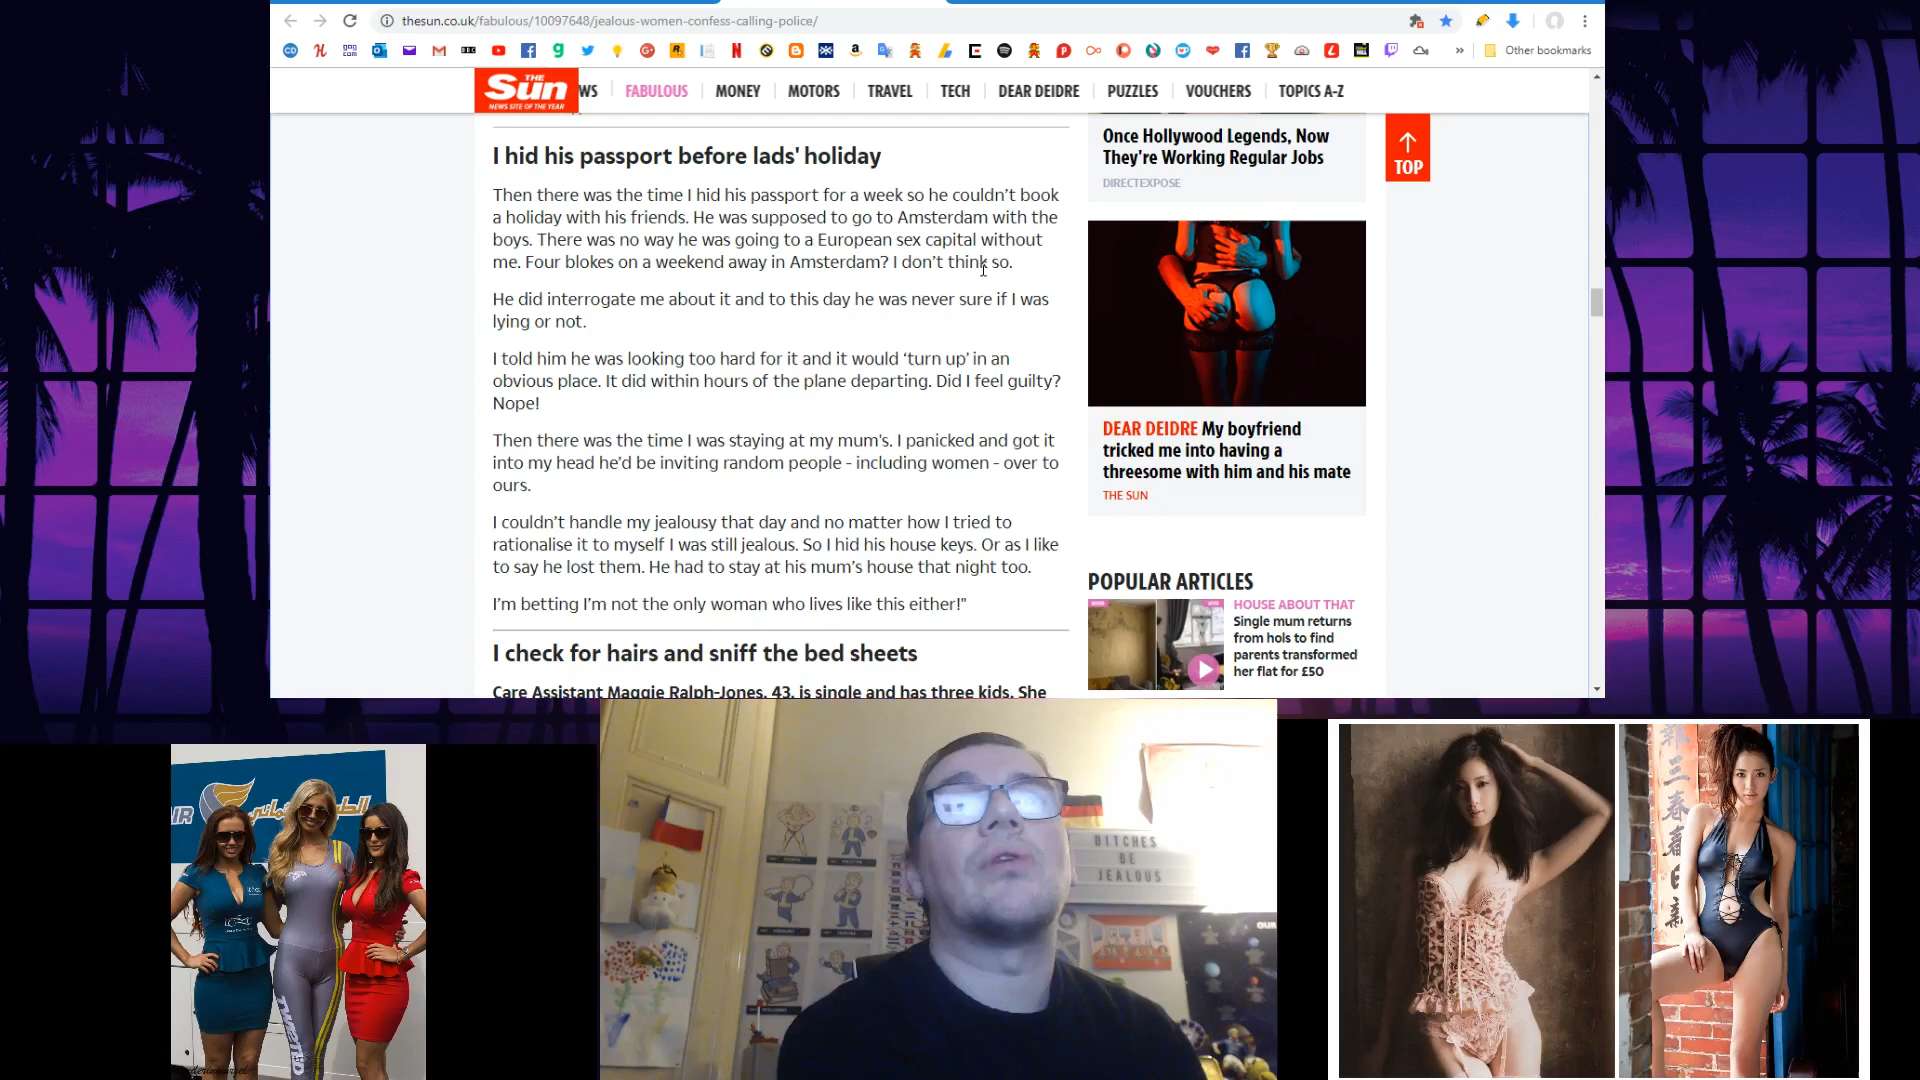 thesun.co.uk/fabulous/10097648/jealous-women-confess-calling-police/
Other bookmarks
THE
Sun
NEWS SITE OF THE YEAR
WS
FABULOUS
MONEY
MOTORS
TRAVEL
TECH
DEAR DEIDRE
PUZZLES
VOUCHERS
TOPICS A-Z
I hid his passport before lads' holiday
Then there was the time I hid his passport for a week so he couldn’t book
a holiday with his friends. He was supposed to go to Amsterdam with the
boys. There was no way he was going to a European sex capital without
me. Four blokes on a weekend away in Amsterdam? I don’t think so.
He did interrogate me about it and to this day he was never sure if I was
lying or not.
I told him he was looking too hard for it and it would ‘turn up’ in an
obvious place. It did within hours of the plane departing. Did I feel guilty?
Nope!
Then there was the time I was staying at my mum’s. I panicked and got it
into my head he’d be inviting random people - including women - over to
ours.
I couldn’t handle my jealousy that day and no matter how I tried to
rationalise it to myself I was still jealous. So I hid his house keys. Or as I like
to say he lost them. He had to stay at his mum’s house that night too.
I’m betting I’m not the only woman who lives like this either!"
I check for hairs and sniff the bed sheets
Care Assistant Maggie Ralph-Jones, 43, is single and has three kids. She
Once Hollywood Legends, Now
They're Working Regular Jobs
DIRECTEXPOSE
TOP
DEAR DEIDRE My boyfriend
tricked me into having a
threesome with him and his mate
THE SUN
POPULAR ARTICLES
HOUSE ABOUT THAT
Single mum returns
from hols to find
parents transformed
her flat for £50
BITCHES
BE
JEALOUS
OUR
IR